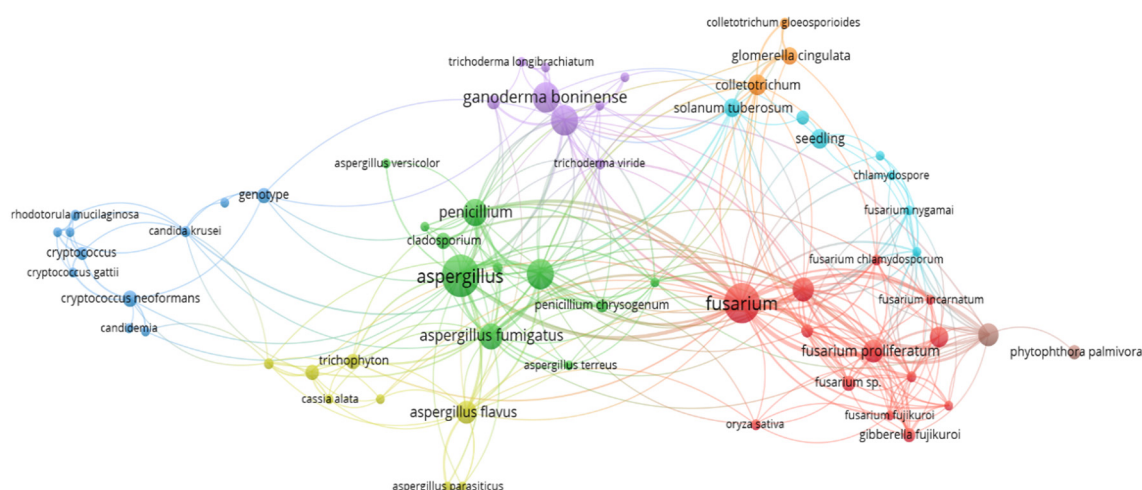 colletotrichum gloeosporioides
glomerella cingulata
trichoderma longibrachiatum
colletotrichum
ganoderma boninense
solanum tuberosum
seedling
aspergillus versicolor
trichoderma viride
chlamydospore
genotype
penicillium
fusarium nygamai
rhodotorula mucilaginosa
candida krusei
cladosporium
cryptococcus
fusarium chlamydosporum
cryptococcus gattii
aspergillus
cryptococcus neoformans
penicillium chrysogenum
fusarium
fusarium incarnatum
candidemia
aspergillus fumigatus
fusarium proliferatum
phytophthora palmivora
trichophyton
aspergillus terreus
fusarium sp.
cassia alata
aspergillus flavus
fusarium fujikuroi
oryza sativa
gibberella fujikuroi
aspergillus parasiticus